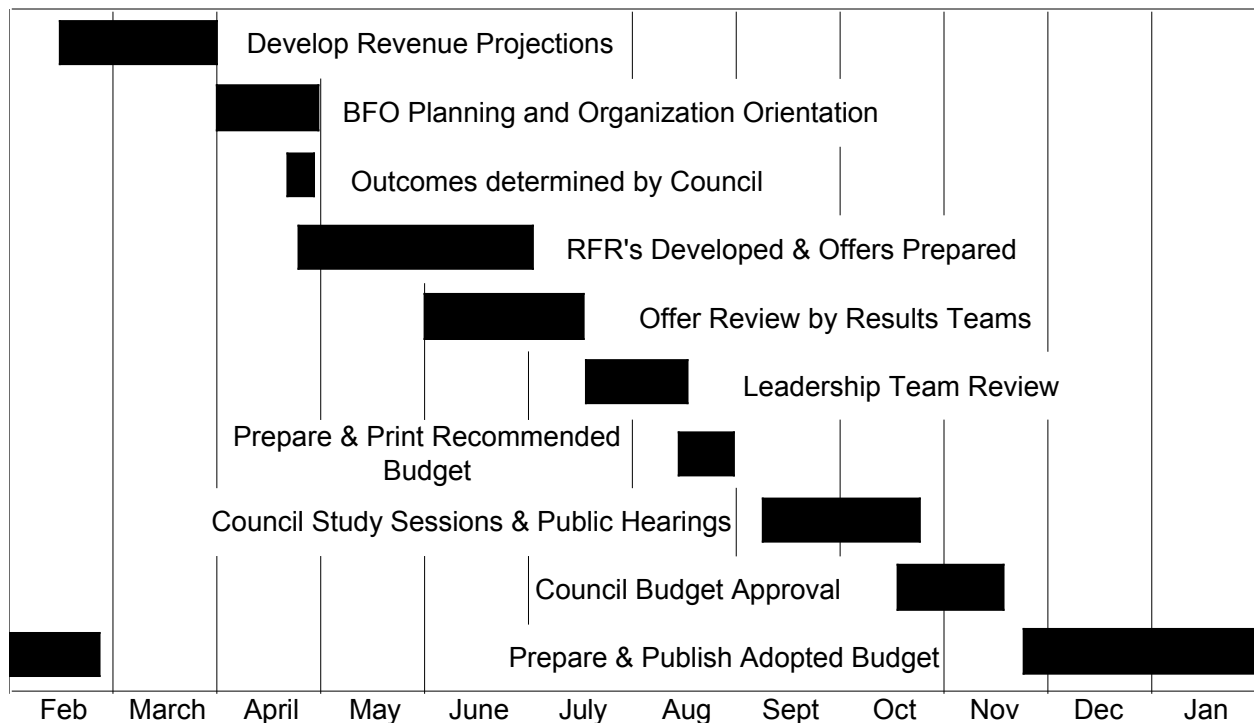 Develop Revenue Projections
BFO Planning and Organization Orientation
Outcomes determined by Council
RFR's Developed & Offers Prepared
Offer Review by Results Teams
Leadership Team Review
Prepare & Print Recommended
Budget
Council Study Sessions & Public Hearings
Council Budget Approval
Prepare & Publish Adopted Budget
Feb March April May June July Aug Sept Oct Nov Dec Jan